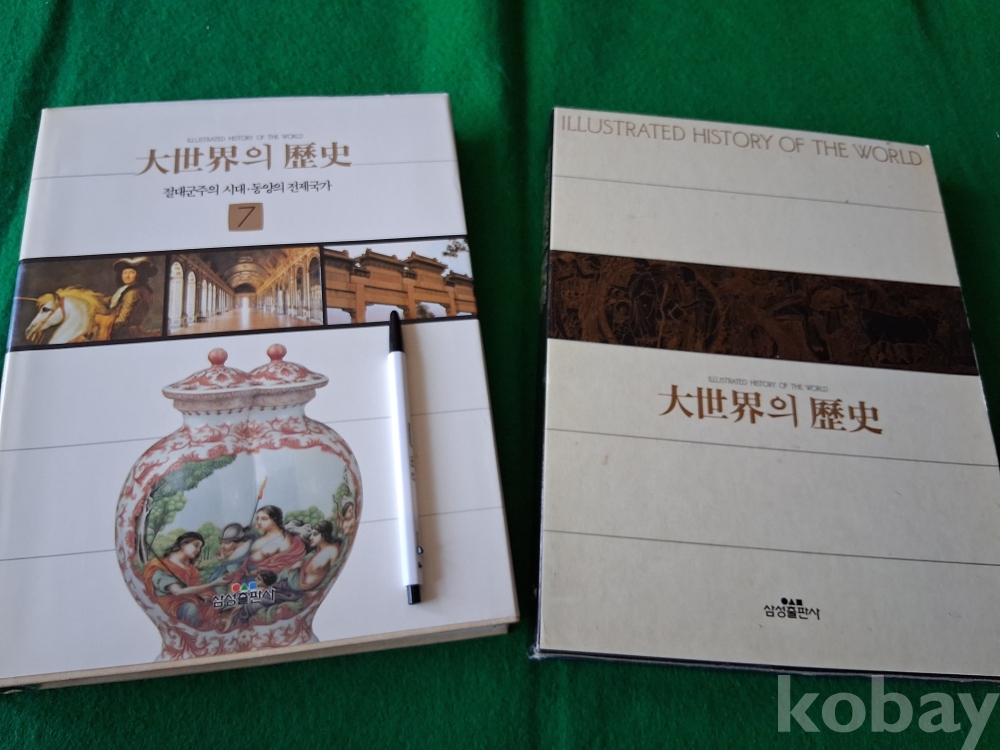 ILLUSTRATED HISTORY OF THE WORLD
大世界의 歷史
절대군주의 시대·동양의 전제국가
7
삼성출판사
ILLUSTRATED HISTORY OF THE WORLD
ILLUSTRATED HISTORY OF THE WORLD
大世界의 歷史
삼성출판사
kobay